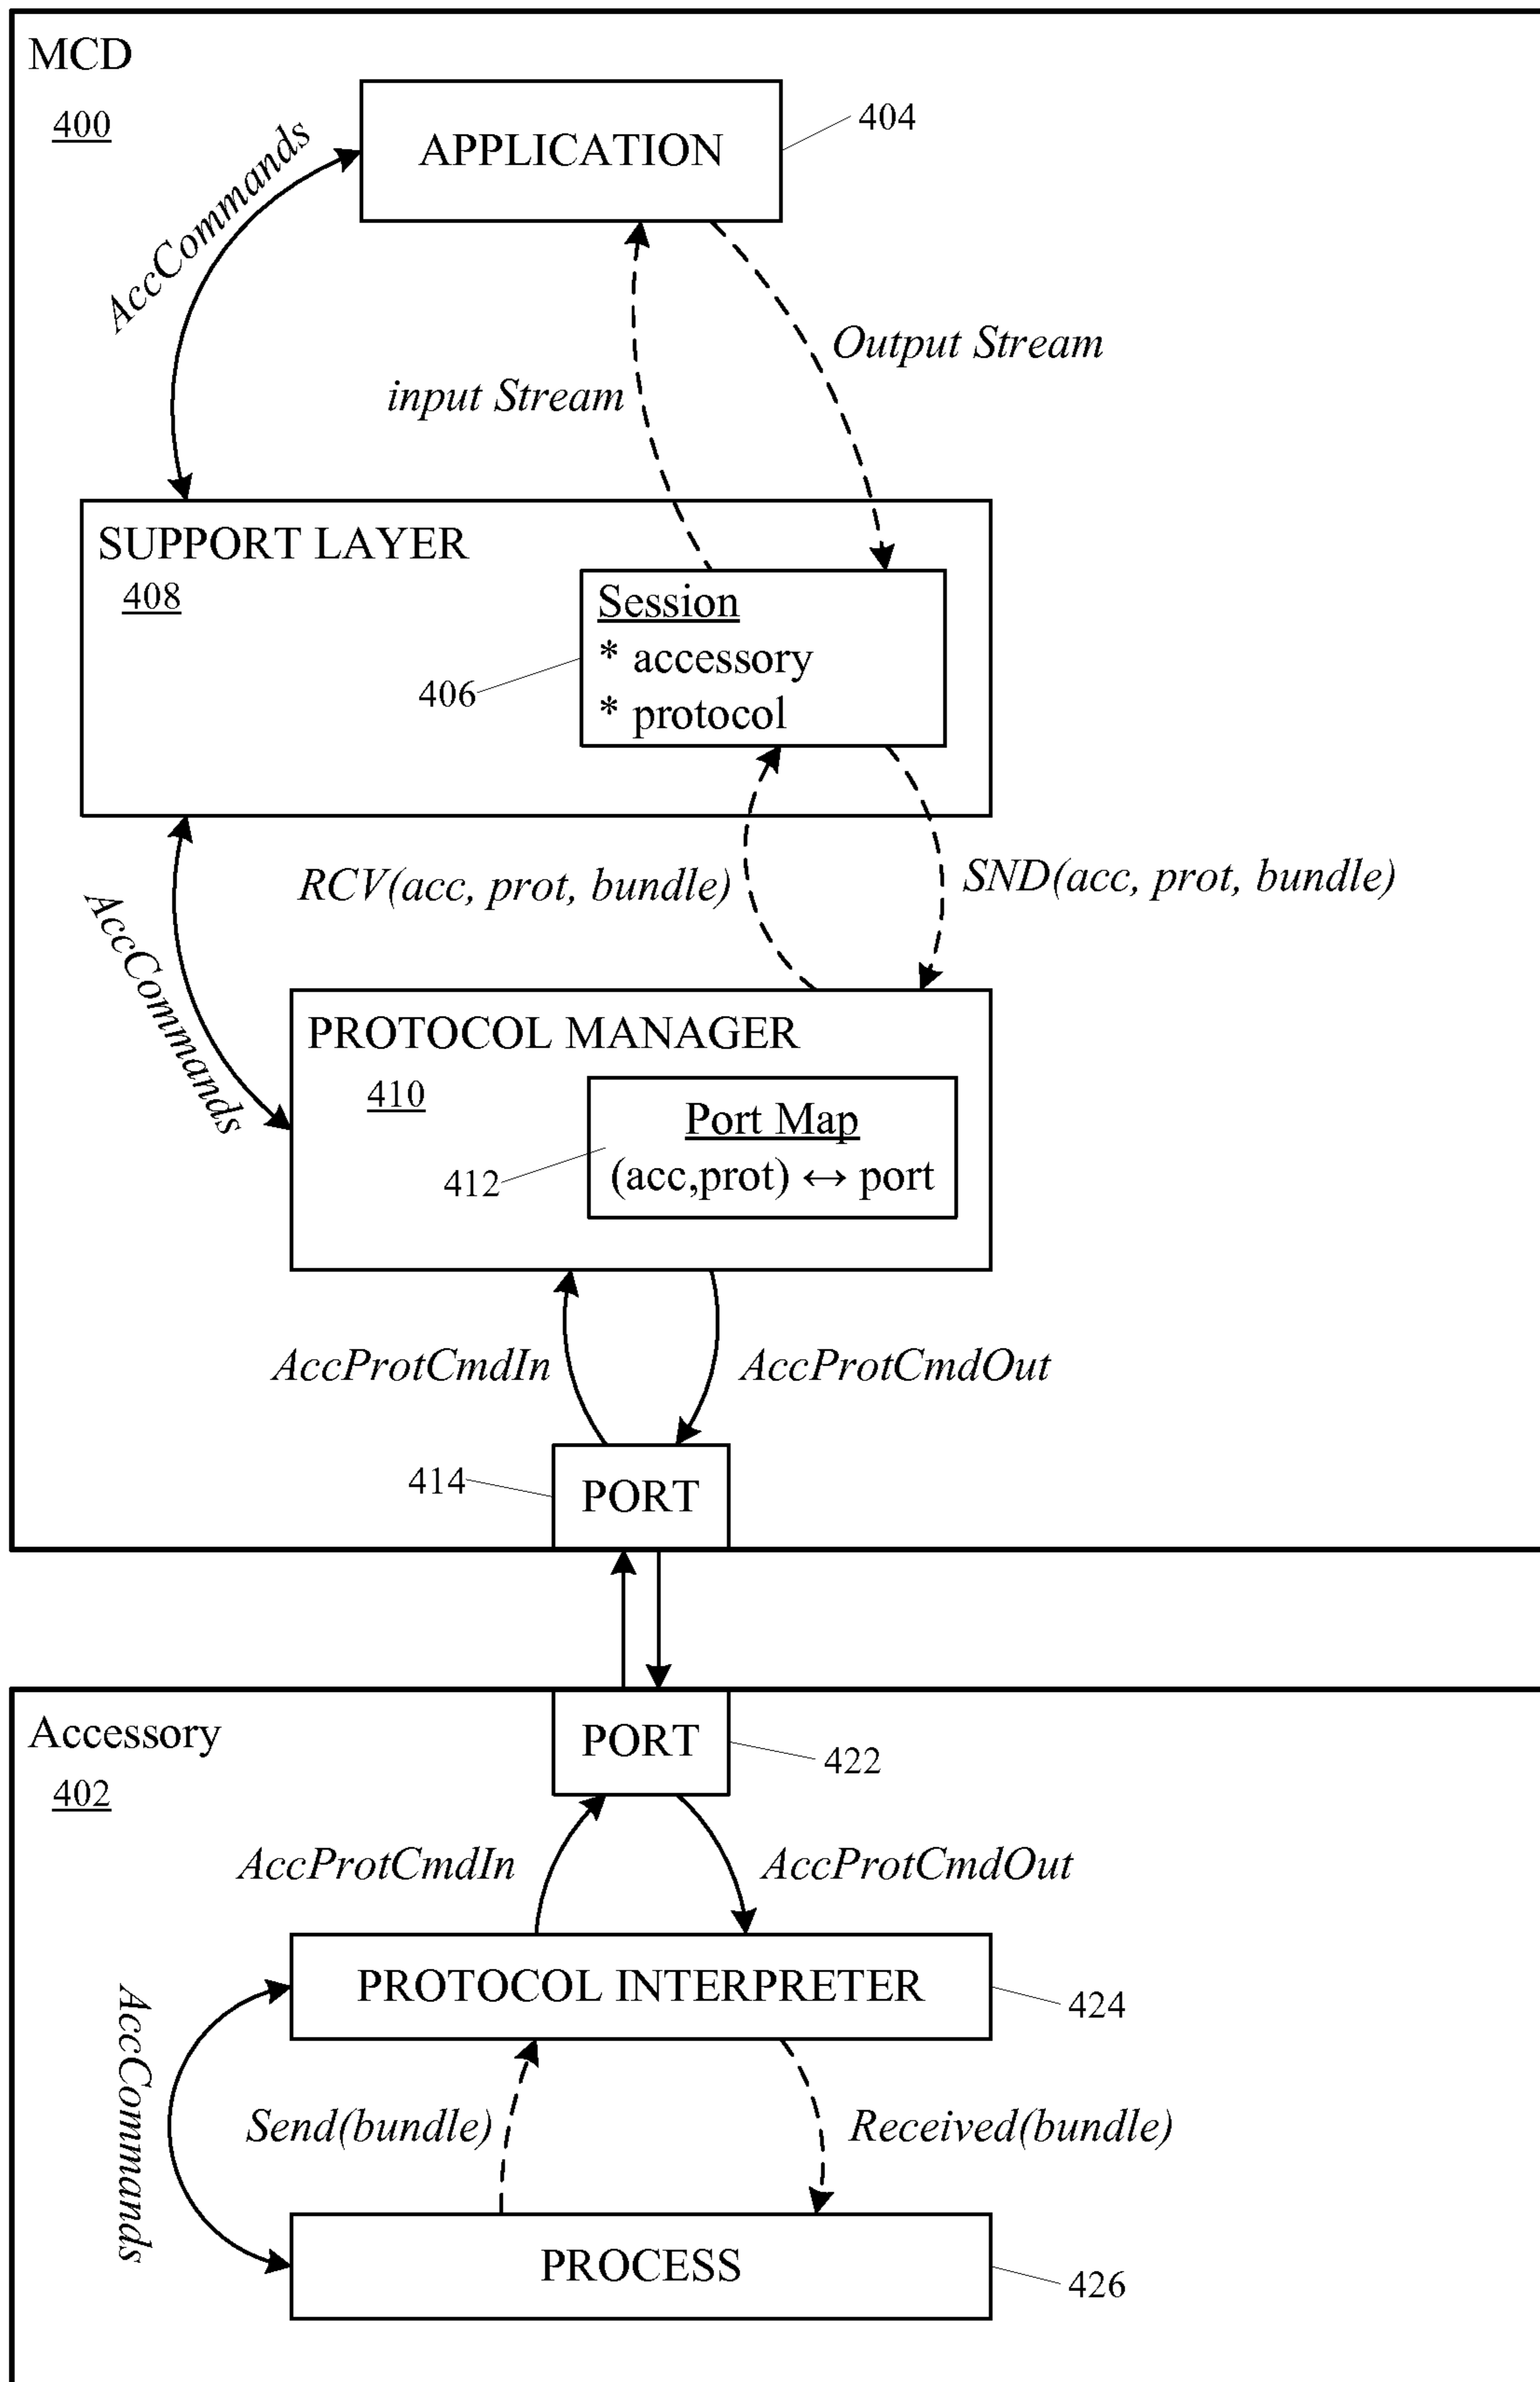 MCD
400
APPLICATION
404
AccCommands
Output Stream
input Stream
SUPPORT LAYER
408
Session
* accessory
* protocol
406
RCV(acc, prot, bundle)
SND(acc, prot, bundle)
AccCommands
PROTOCOL MANAGER
410
Port Map
(acc,prot) ↔ port
412
AccProtCmdIn
AccProtCmdOut
414
PORT
Accessory
402
PORT
422
AccProtCmdIn
AccProtCmdOut
PROTOCOL INTERPRETER
424
AccCommands
Send(bundle)
Received(bundle)
PROCESS
426